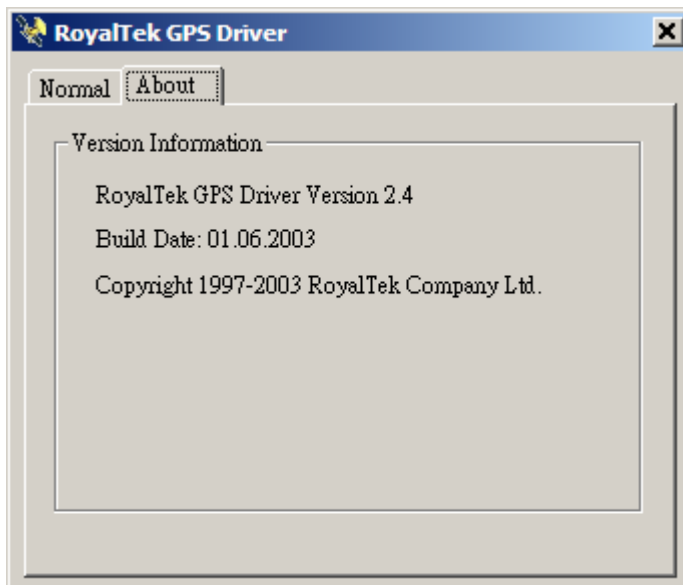 RoyalTek GPS Driver
Normal About
Version Information
RoyalTek GPS Driver Version 2.4
Build Date: 01.06.2003
Copyright 1997-2003 RoyalTek Company Ltd.